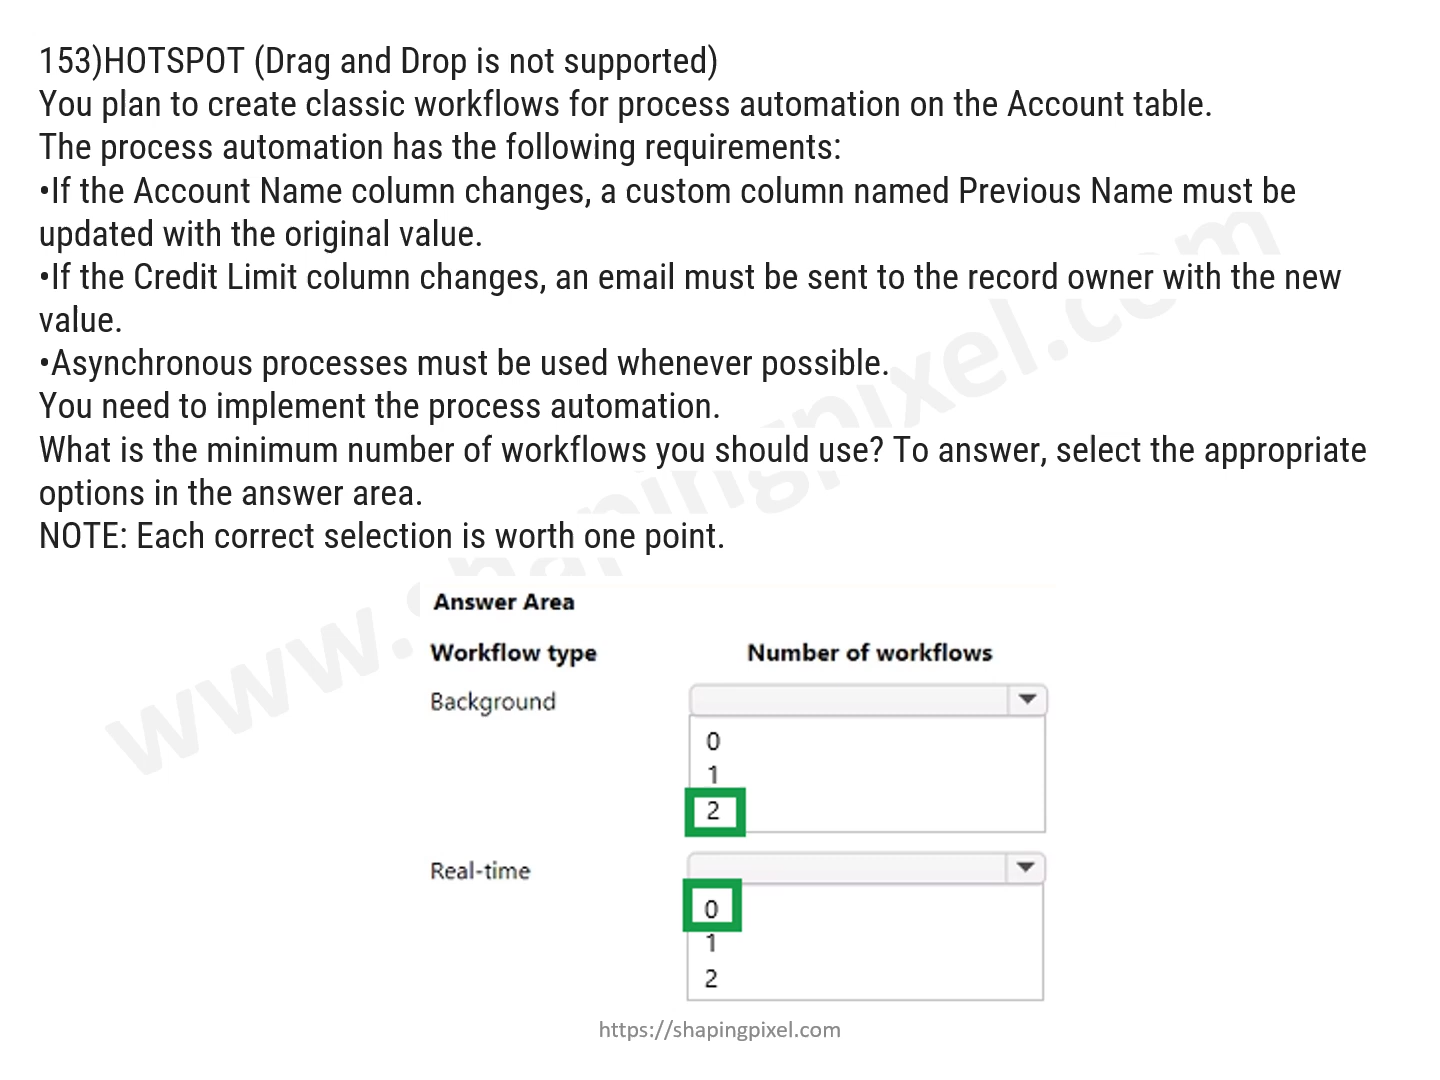 153)HOTSPOT (Drag and Drop is not supported)
You plan to create classic workflows for process automation on the Account table.
The process automation has the following requirements:
•If the Account Name column changes, a custom column named Previous Name must be
updated with the original value.
•If the Credit Limit column changes, an email must be sent to the record owner with the new
value.
•Asynchronous processes must be used whenever possible.
You need to implement the process automation.
What is the minimum number of workflows you should use? To answer, select the appropriate
options in the answer area.
NOTE: Each correct selection is worth one point.
www.shapingpixel.com
Answer Area
Workflow type Number of workflows
Background
0
1
2
Real-time
0
1
2
https://shapingpixel.com